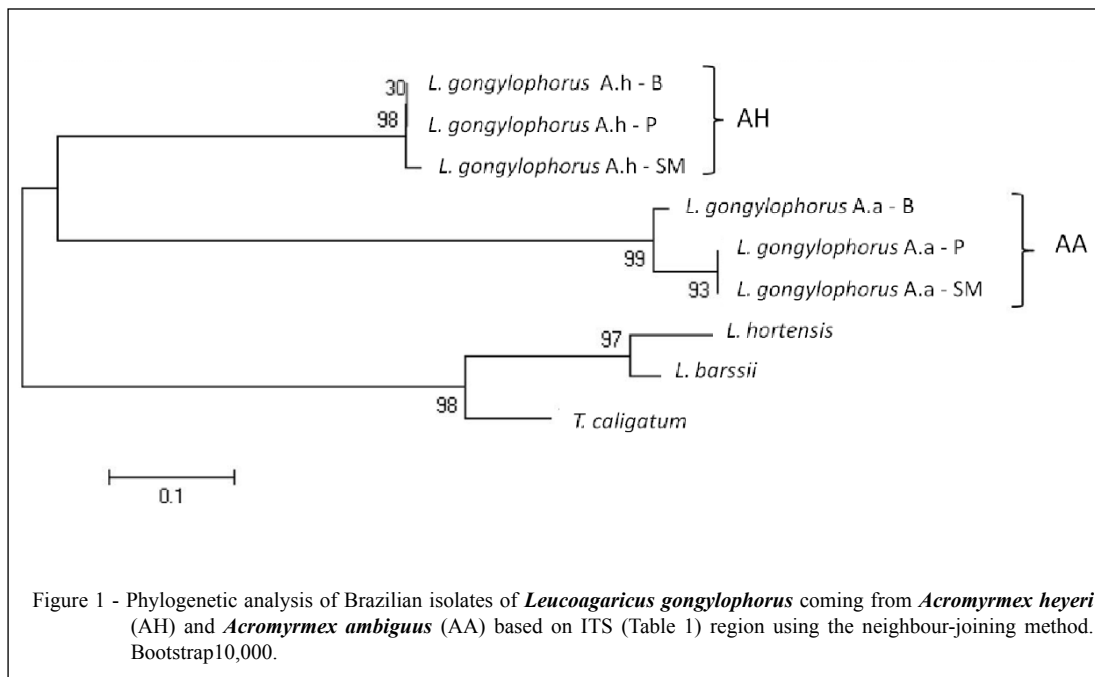 30
L. gongylophorus A.h - B
98
L. gongylophorus A.h - P
AH
L. gongylophorus A.h - SM
L. gongylophorus A.a - B
99
L. gongylophorus A.a - P
AA
93
L. gongylophorus A.a - SM
97
L. hortensis
L. barssii
98
T. caligatum
0.1
Figure 1 - Phylogenetic analysis of Brazilian isolates of Leucoagaricus gongylophorus coming from Acromyrmex heyeri
(AH) and Acromyrmex ambiguus (AA) based on ITS (Table 1) region using the neighbour-joining method.
Bootstrap10,000.